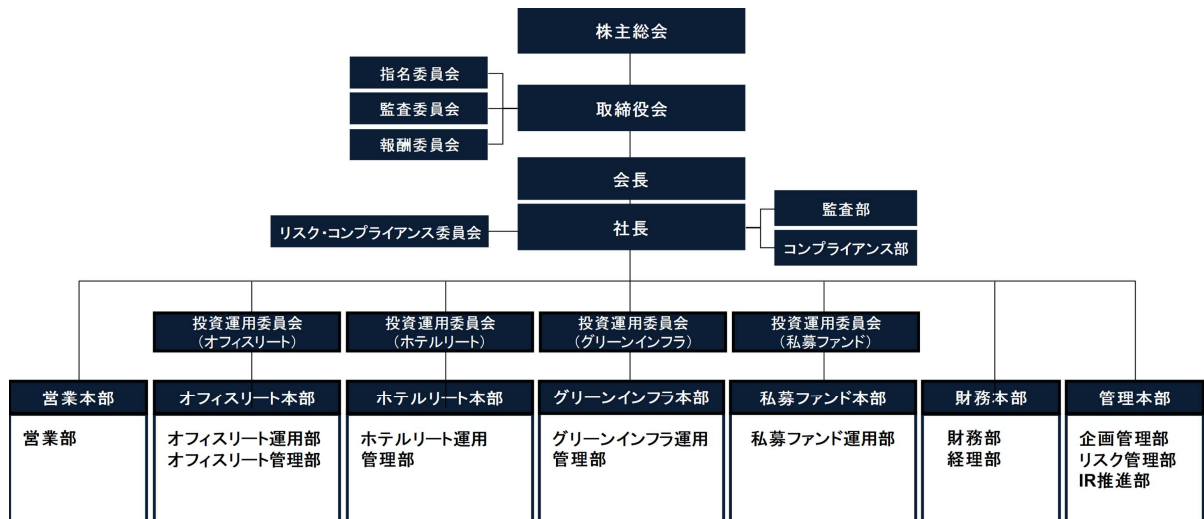 株主総会
指名委員会
監査委員会
報酬委員会
取締役会
会長
社長
リスク・コンプライアンス委員会
監査部
コンプライアンス部
投資運用委員会
(オフィスリート)
投資運用委員会
(ホテルリート)
投資運用委員会
(グリーンインフラ)
投資運用委員会
(私募ファンド)
営業本部
営業部
オフィスリート本部
オフィスリート運用部
オフィスリート管理部
ホテルリート本部
ホテルリート運用
管理部
グリーンインフラ本部
グリーンインフラ運用
管理部
私募ファンド本部
私募ファンド運用部
財務本部
財務部
経理部
管理本部
企画管理部
リスク管理部
IR推進部